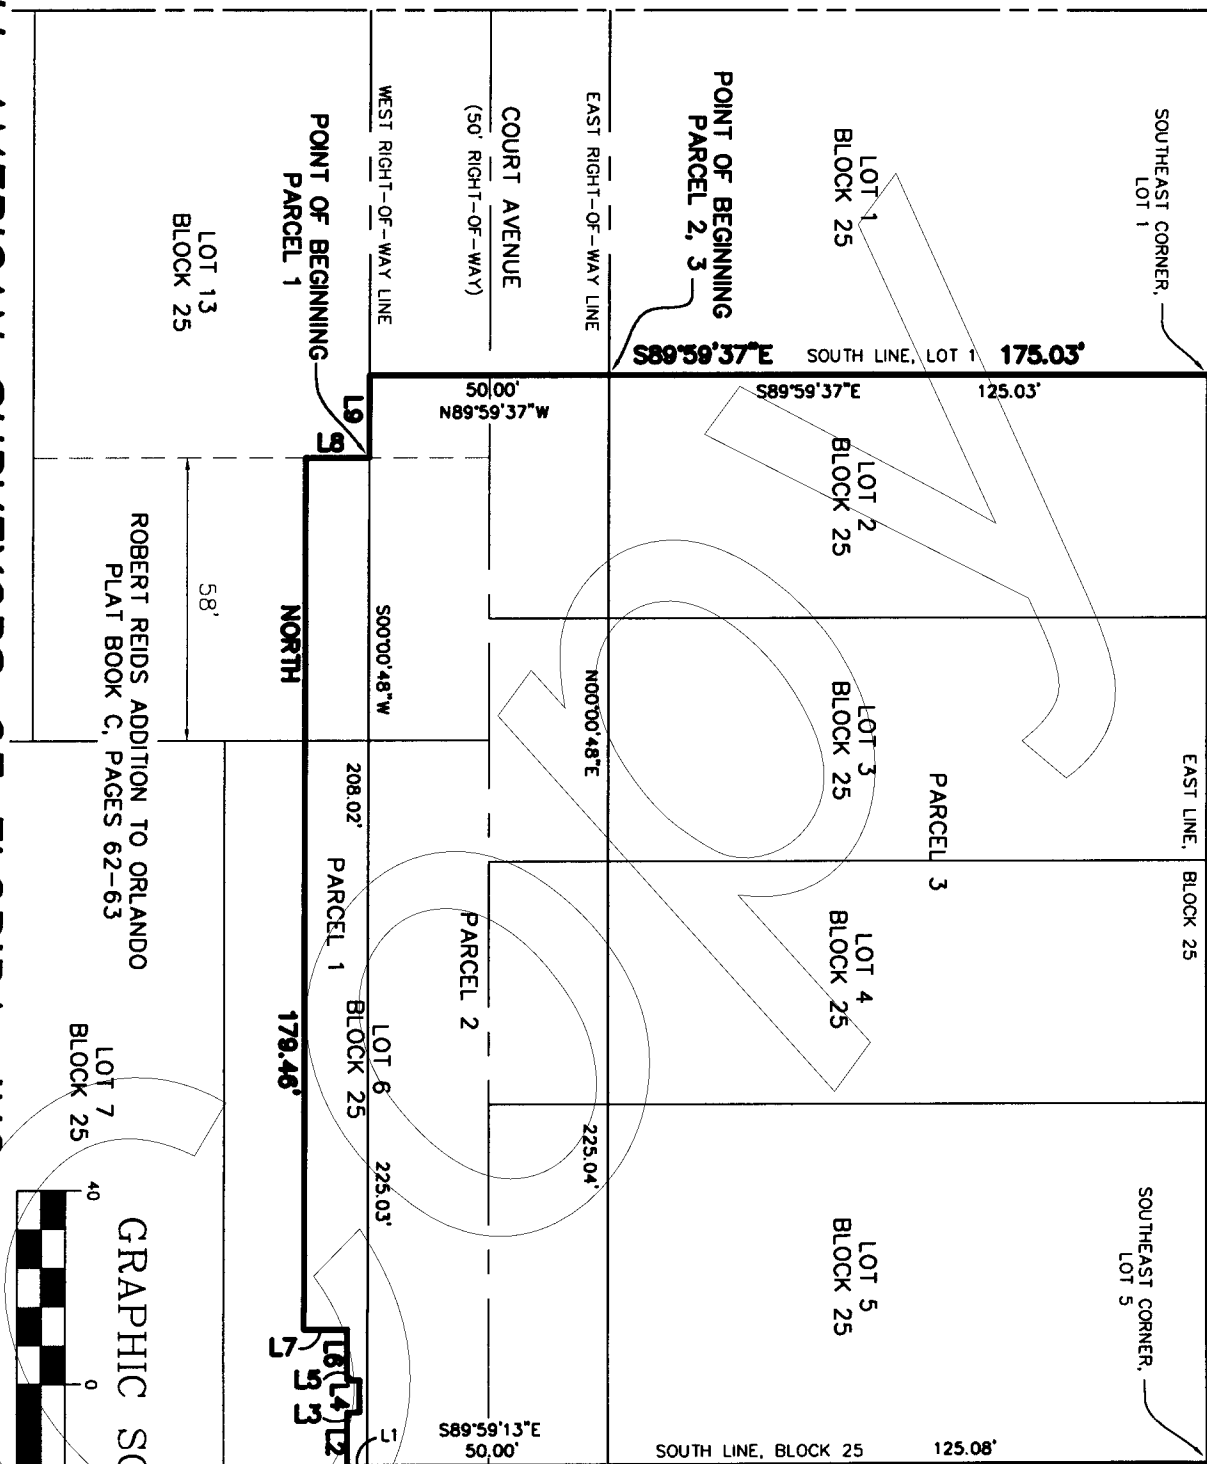 SOUTHEAST CORNER,
LOT 1
LOT 1
BLOCK 25
POINT OF BEGINNING
PARCEL 2, 3
EAST RIGHT-OF-WAY LINE
COURT AVENUE
(50' RIGHT-OF-WAY)
WEST RIGHT-OF-WAY LINE
POINT OF BEGINNING
PARCEL 1
LOT 13
BLOCK 25
S89°59'37"E
SOUTH LINE, LOT 1
175.03'
50.00'
N89°59'37"W
S89°59'37"E
125.03'
L9
L8
LOT 2
BLOCK 25
LOT 3
BLOCK 25
PARCEL 3
EAST LINE, BLOCK 25
LOT 4
BLOCK 25
N00°00'48"E
225.04'
PARCEL 2
S00°00'48"W
208.02'
225.03'
PARCEL 1
LOT 6
BLOCK 25
NORTH
179.46'
58'
ROBERT REIDS ADDITION TO ORLANDO
PLAT BOOK C, PAGES 62-63
LOT 7
BLOCK 25
LOT 5
BLOCK 25
SOUTHEAST CORNER,
LOT 5
L7
L6
L5
L4
L3
L2
L1
S89°59'13"E
50.00'
SOUTH LINE, BLOCK 25
125.08'
GRAPHIC
40
0